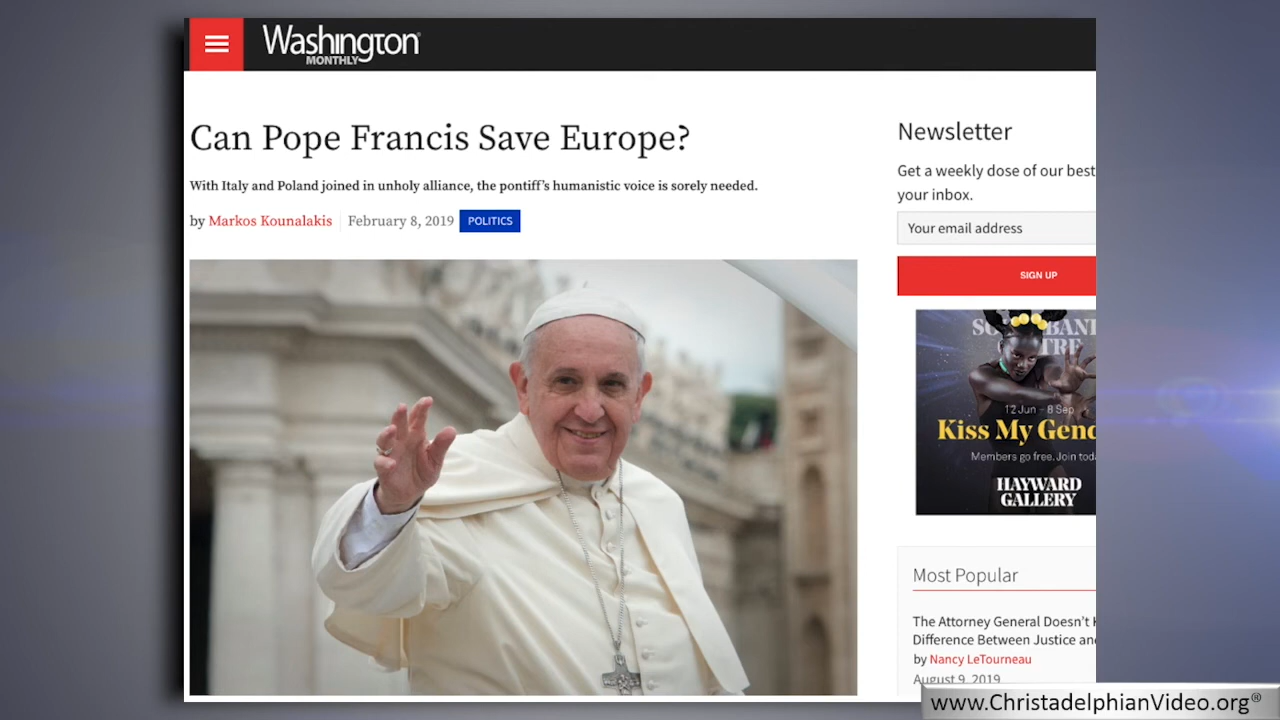 Washington
MONTHLY
Can Pope Francis Save Europe?
With Italy and Poland joined in unholy alliance, the pontiff's humanistic voice is sorely needed.
by Markos Kounalakis February 8, 2019 POLITICS
Newsletter
Get a weekly dose of our best
your inbox.
Your email address
SIGN UP
12 Jun – 8 Sep
Kiss My Gend
Members go free. Join toda
HAYWARD
GALLERY
Most Popular
The Attorney General Doesn't
Difference Between Justice and
by Nancy LeTourneau
August 9, 2019
www.ChristadelphianVideo.org®